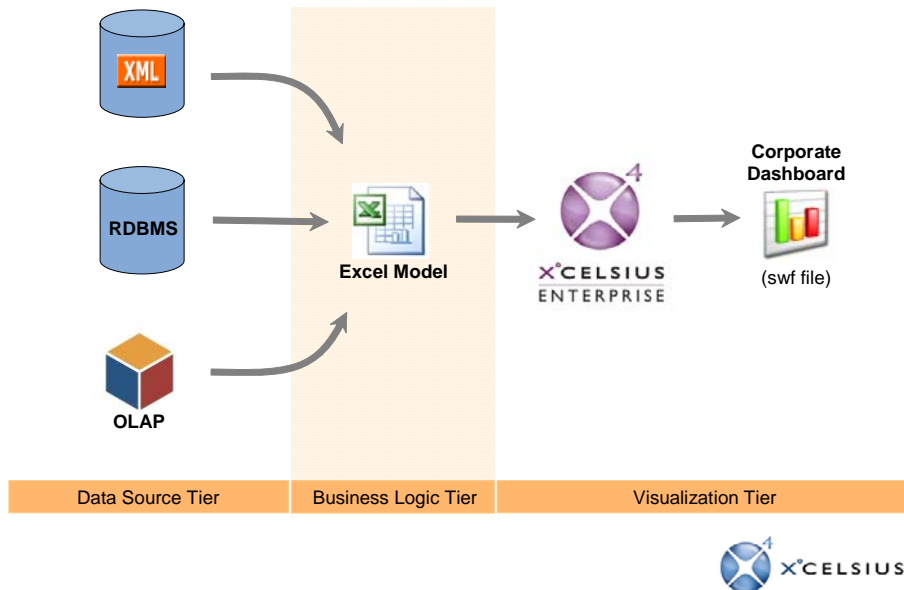 XML
RDBMS
OLAP
Excel Model
4
X°CELSIUS
ENTERPRISE
Corporate
Dashboard
(swf file)
Data Source Tier
Business Logic Tier
Visualization Tier
4
X°CELSIUS